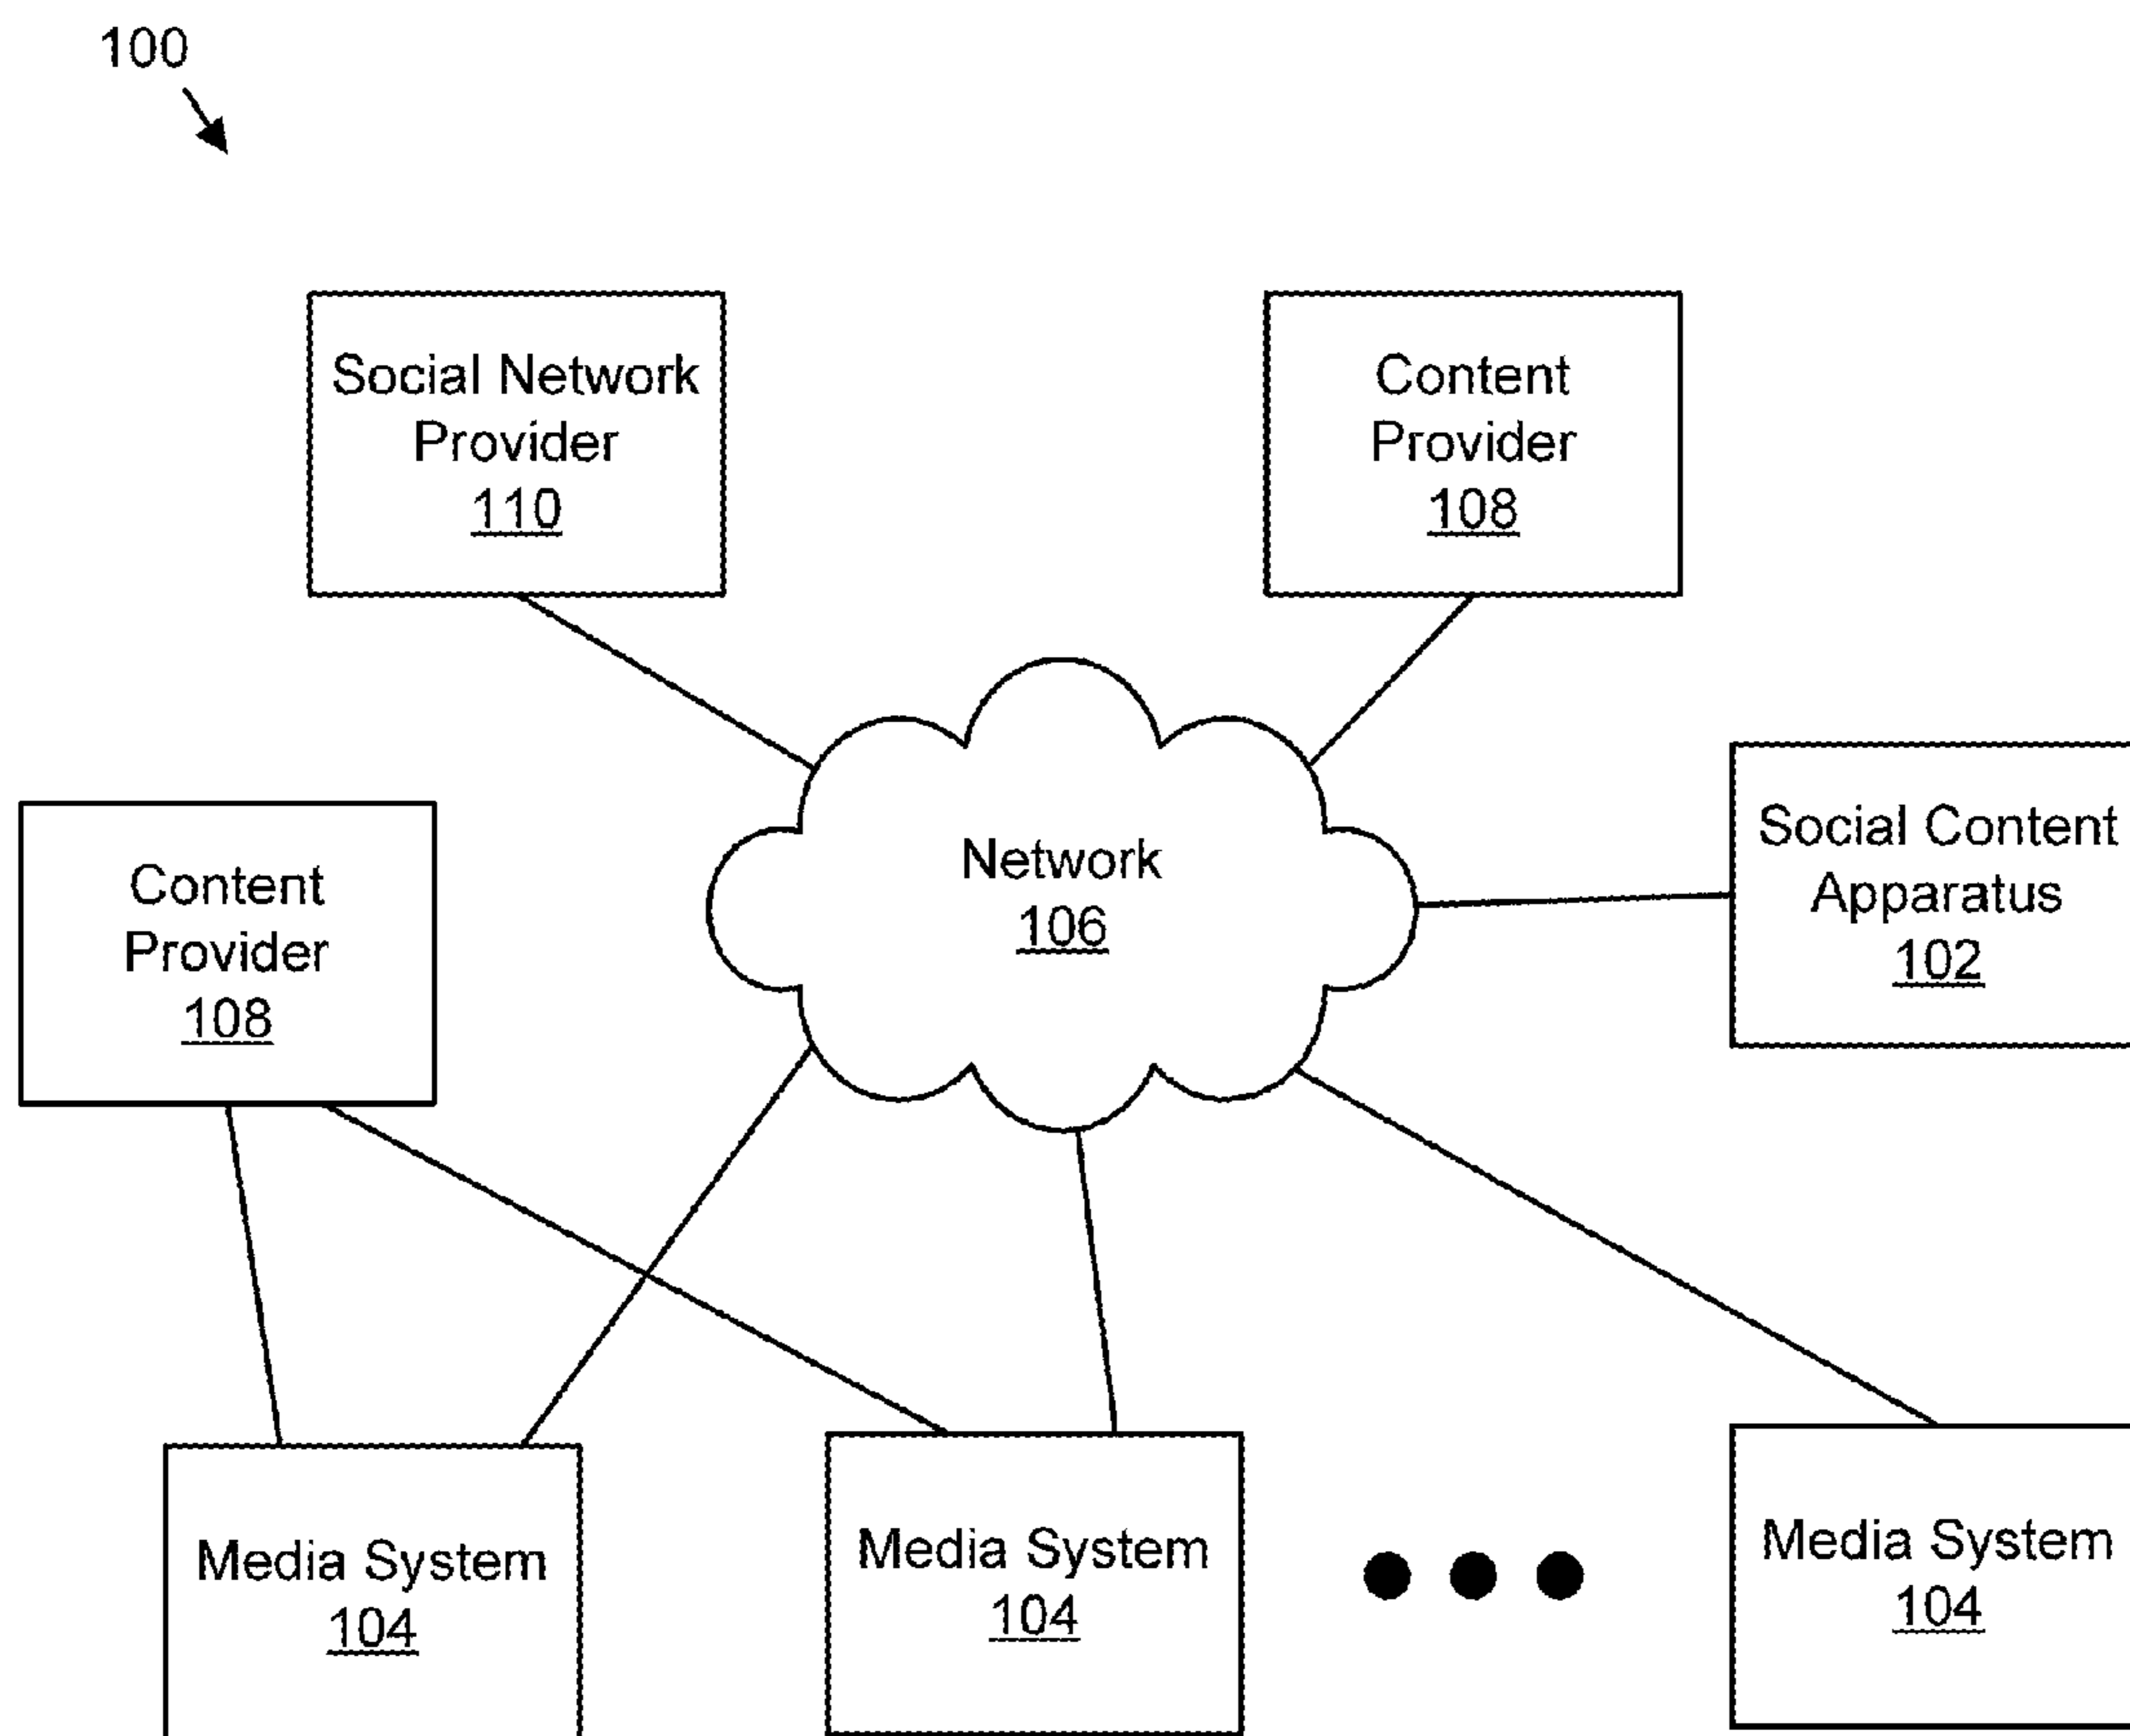 100
Social Network
Provider
110
Content
Provider
108
Network
106
Social Content
Apparatus
102
Content
Provider
108
Media System
104
Media System
104
Media System
104